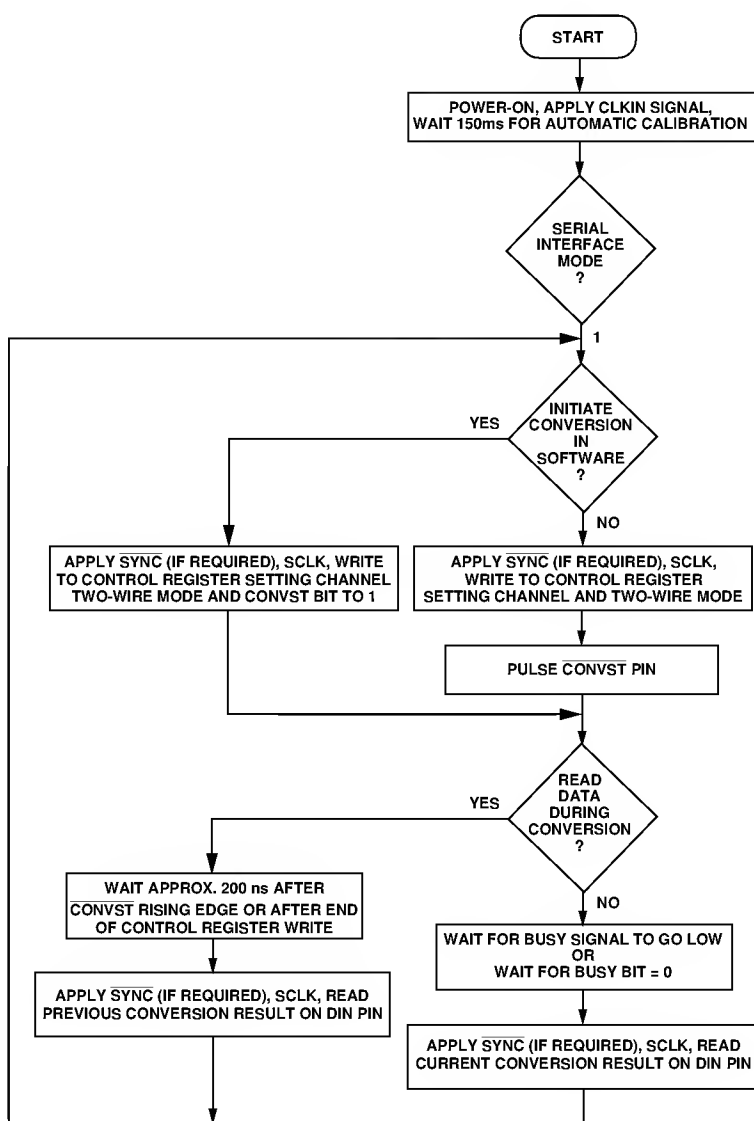 START
POWER-ON, APPLY CLKIN SIGNAL,
WAIT 150ms FOR AUTOMATIC CALIBRATION
SERIAL
INTERFACE
MODE
?
1
INITIATE
CONVERSION
IN
SOFTWARE
?
YES
NO
APPLY SYNC (IF REQUIRED), SCLK, WRITE
TO CONTROL REGISTER SETTING CHANNEL
TWO-WIRE MODE AND CONVST BIT TO 1
APPLY SYNC (IF REQUIRED), SCLK,
WRITE TO CONTROL REGISTER
SETTING CHANNEL AND TWO-WIRE MODE
PULSE CONVST PIN
READ
DATA
DURING
CONVERSION
?
YES
NO
WAIT APPROX. 200 ns AFTER
CONVST RISING EDGE OR AFTER END
OF CONTROL REGISTER WRITE
WAIT FOR BUSY SIGNAL TO GO LOW
OR
WAIT FOR BUSY BIT = 0
APPLY SYNC (IF REQUIRED), SCLK, READ
PREVIOUS CONVERSION RESULT ON DIN PIN
APPLY SYNC (IF REQUIRED), SCLK, READ
CURRENT CONVERSION RESULT ON DIN PIN